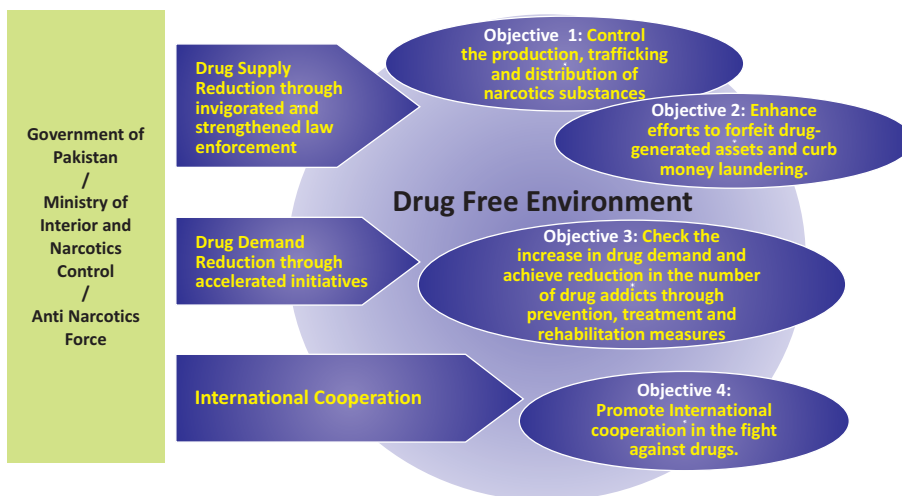 Government of
Pakistan
/
Ministry of
Interior and
Narcotics
Control
/
Anti Narcotics
Force
Drug Supply
Reduction through
invigorated and
strengthened law
enforcement
Drug Demand
Reduction through
accelerated initiatives
International Cooperation
Objective 1: Control
the production, trafficking
and distribution of
narcotics substances
Objective 2: Enhance
efforts to forfeit drug-
generated assets and curb
money laundering.
Drug Free Environment
Objective 3: Check the
increase in drug demand and
achieve reduction in the number
of drug addicts through
prevention, treatment and
rehabilitation measures
Objective 4:
Promote International
cooperation in the fight
against drugs.